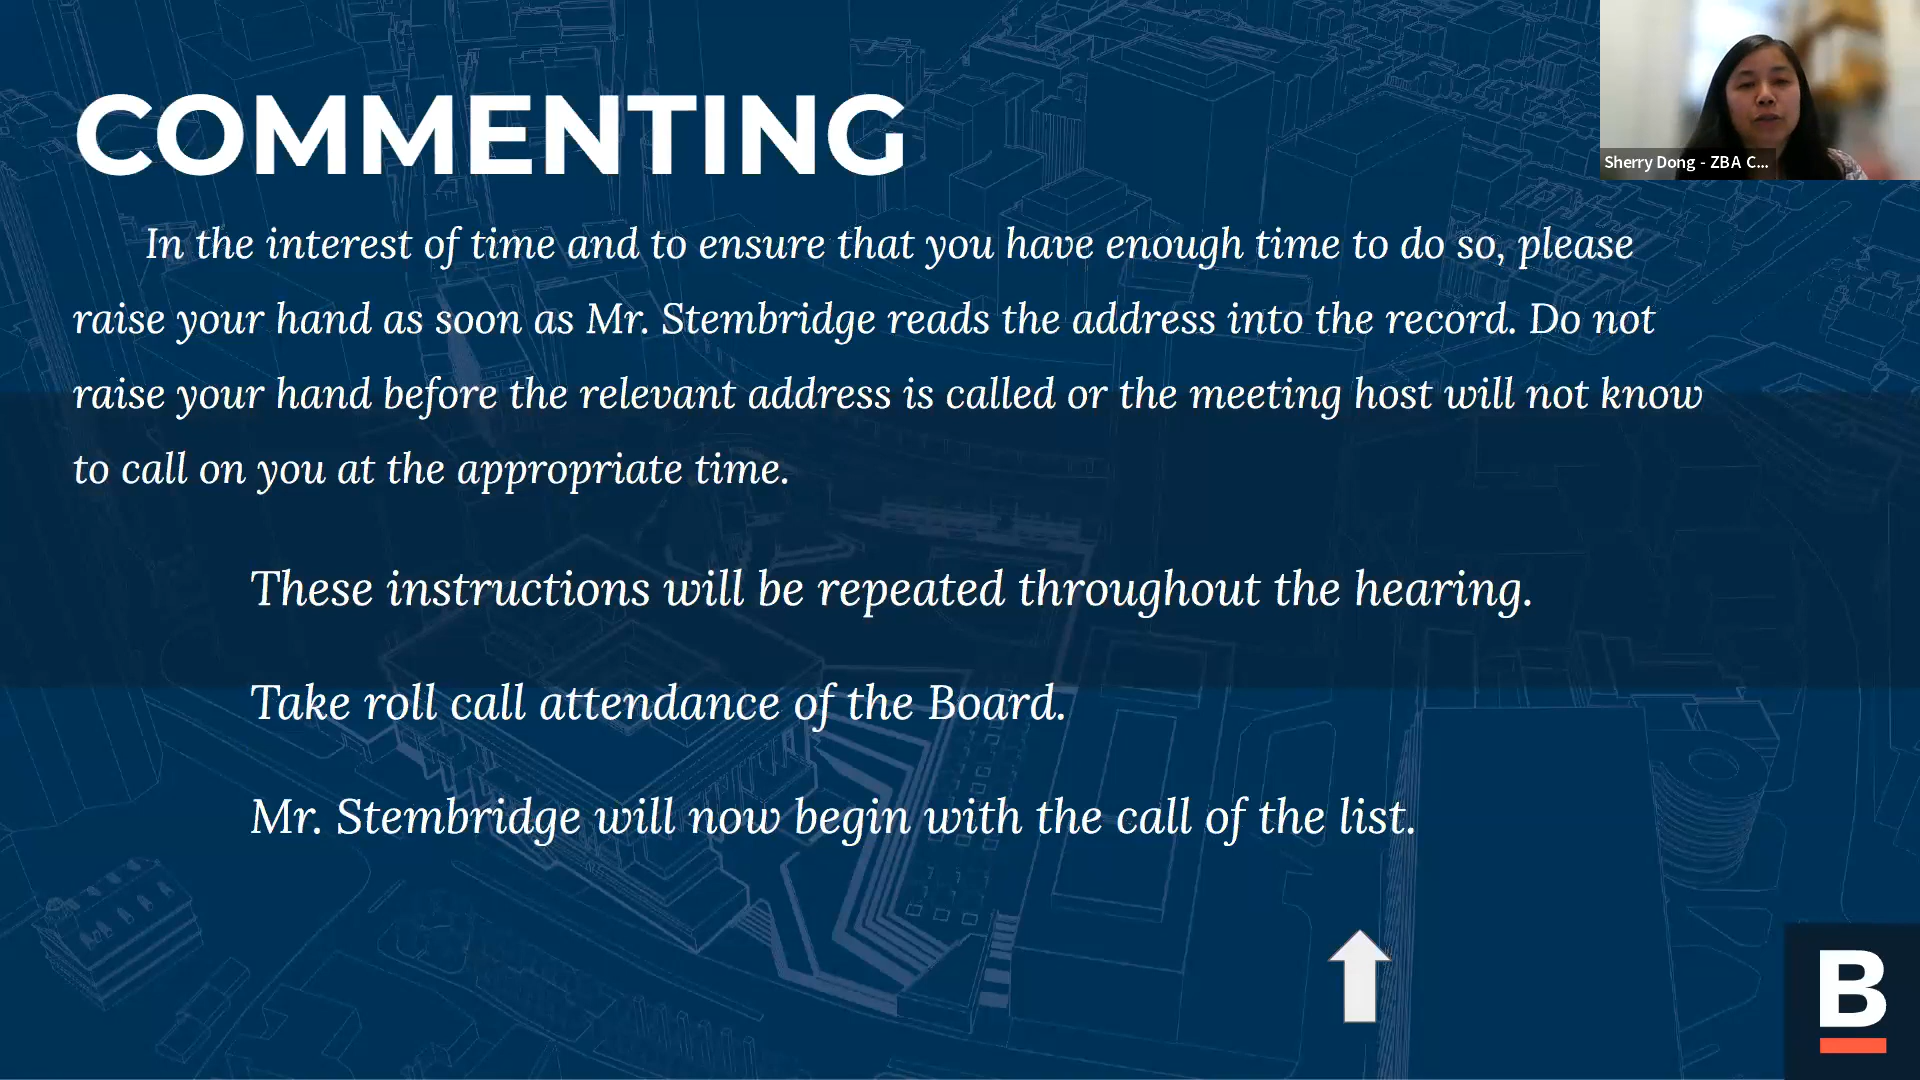 COMMENTING
In the interest of time and to ensure that you have enough time to do so, please
raise your hand as soon as Mr. Stembridge reads the address into the record. Do not
raise your hand before the relevant address is called or the meeting host will not know
to call on you at the appropriate time.
These instructions will be repeated throughout the hearing.
Take roll call attendance of the Board.
Mr. Stembridge will now begin with the call of the list.
Sherry Dong - ZBA C...
B